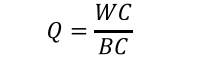 Q = WC / BC